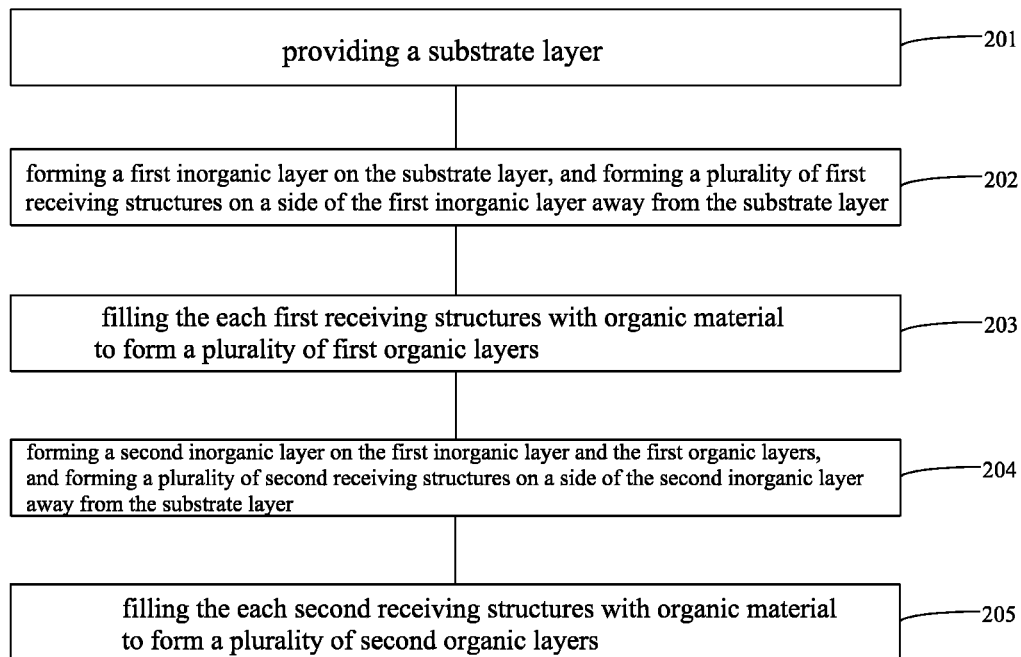 providing a substrate layer
201
forming a first inorganic layer on the substrate layer, and forming a plurality of first
receiving structures on a side of the first inorganic layer away from the substrate layer
202
filling the each first receiving structures with organic material
to form a plurality of first organic layers
203
forming a second inorganic layer on the first inorganic layer and the first organic layers,
and forming a plurality of second receiving structures on a side of the second inorganic layer
away from the substrate layer
204
filling the each second receiving structures with organic material
to form a plurality of second organic layers
205